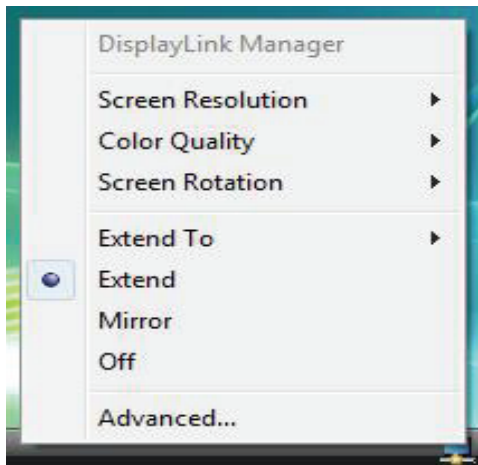 DisplayLink Manager
Screen Resolution
Color Quality
Screen Rotation
Extend To
Extend
Mirror
Off
Advanced...